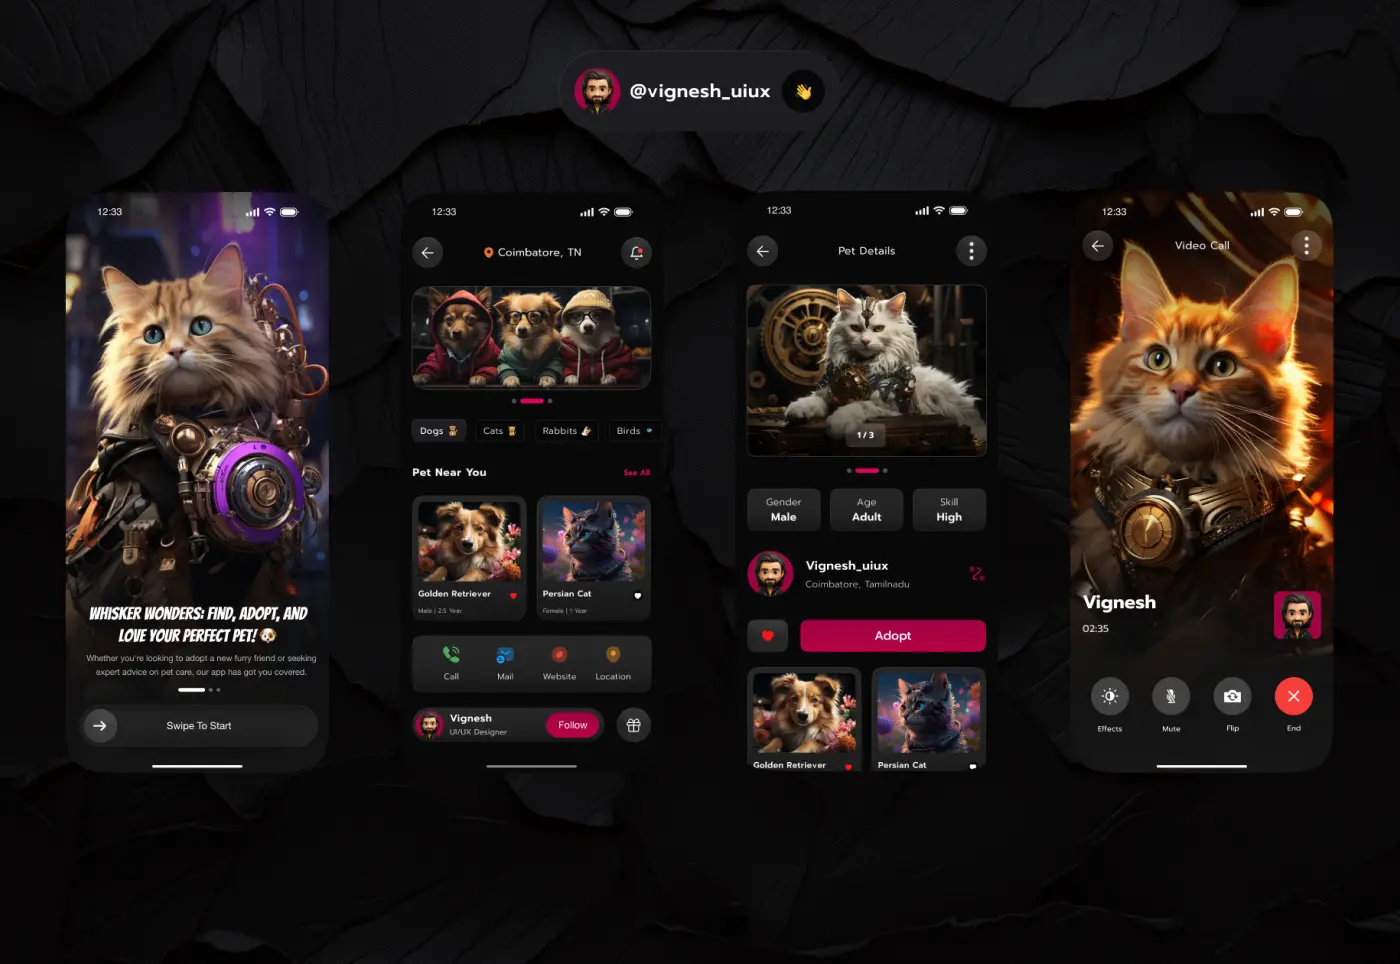 @vignesh_uiux
12:33
WHISKER WONDERS: FIND, ADOPT, AND
LOVE YOUR PERFECT PET!
Whether you're looking to adopt a new furry friend or seeking
expert advice on pet care, our app has got you covered.
Swipe To Start
12:33
Coimbatore, TN
Dogs
Cats
Rabbits
Birds
Pet Near You
See All
Golden Retriever
Male | 2.5 Year
Persian Cat
Female | 1 Year
Call
Mail
Website
Location
Vignesh
UI/UX Designer
Follow
12:33
Pet Details
1 / 3
Gender
Male
Age
Adult
Skill
High
Vignesh_uiux
Coimbatore, Tamilnadu
Adopt
Golden Retriever
Persian Cat
12:33
Video Call
Vignesh
02:35
Effects
Mute
Flip
End